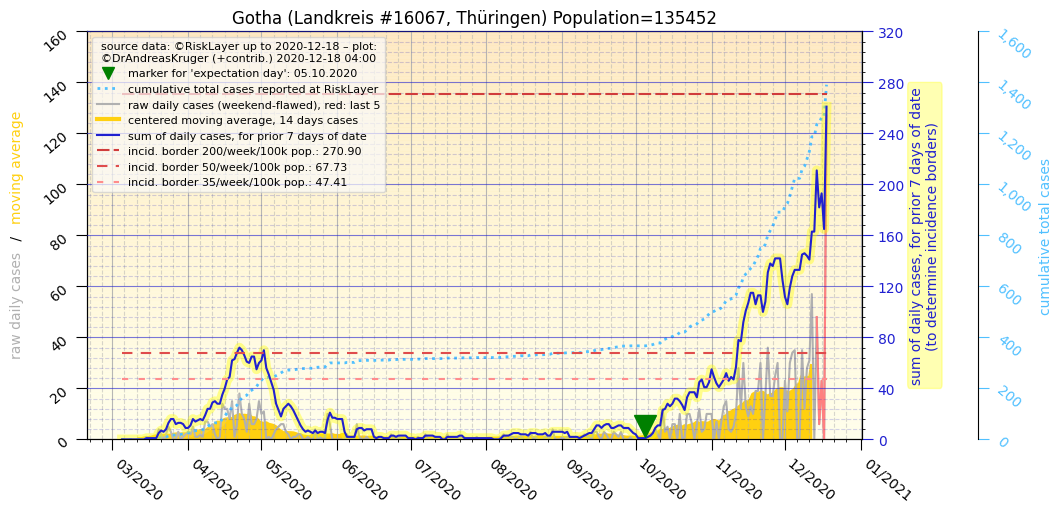 Gotha (Landkreis #16067, Thüringen) Population=135452
source data: ©RiskLayer up to 2020-12-18 – plot:
©DrAndreasKruger (+contrib.) 2020-12-18 04:00
marker for 'expectation day': 05.10.2020
cumulative total cases reported at RiskLayer
raw daily cases (weekend-flawed), red: last 5
centered moving average, 14 days cases
sum of daily cases, for prior 7 days of date
incid. border 200/week/100k pop.: 270.90
incid. border 50/week/100k pop.: 67.73
incid. border 35/week/100k pop.: 47.41
raw daily cases / moving average
160
140
120
100
80
60
40
20
0
320
280
240
200
160
120
80
40
0
sum of daily cases, for prior 7 days of date
(to determine incidence borders)
1,600
1,400
1,200
1,000
800
600
400
200
0
cumulative total cases
03/2020
04/2020
05/2020
06/2020
07/2020
08/2020
09/2020
10/2020
11/2020
12/2020
01/2021